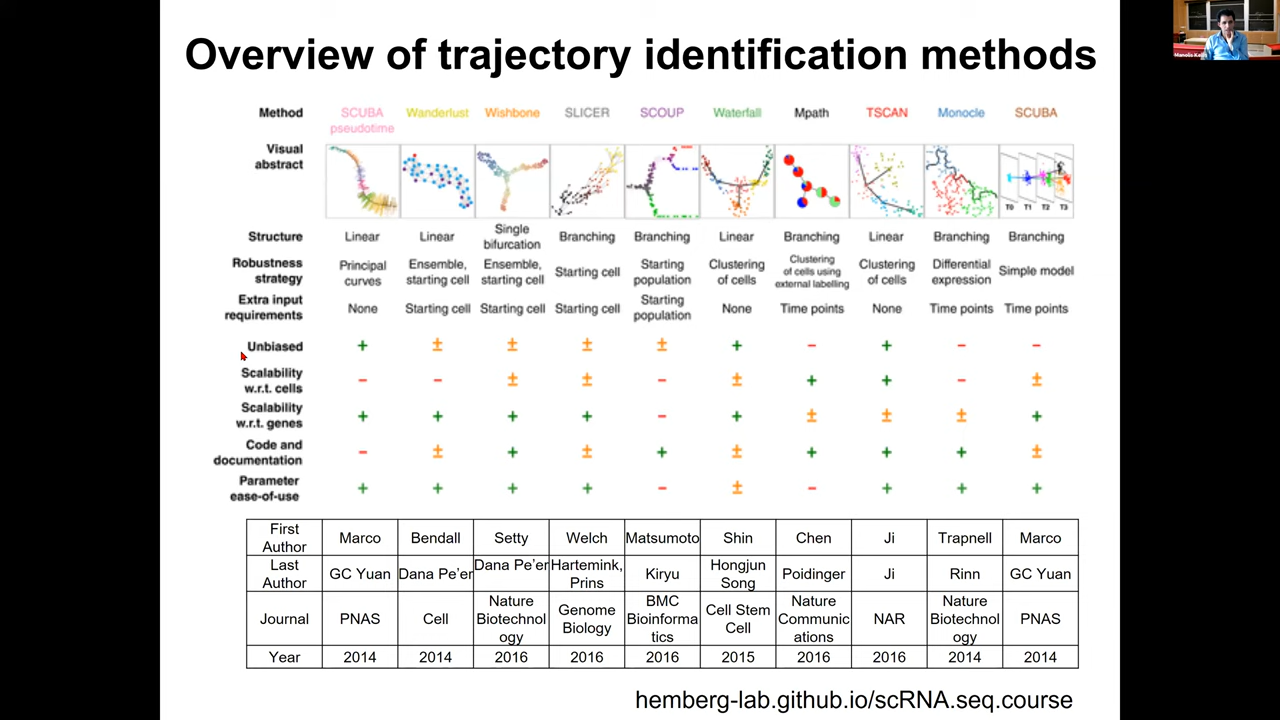 Overview of trajectory identification methods
Method SCUBA pseudotime Wanderlust Wishbone SLICER SCOUP Waterfall Mpath TSCAN Monocle SCUBA
Visual abstract
T0 T1 T2 T3
Structure Linear Linear Single bifurcation Branching Branching Linear Branching Linear Branching Branching
Robustness strategy Principal curves Ensemble, starting cell Ensemble, starting cell Starting cell Starting population Clustering of cells Clustering of cells using external labelling Clustering of cells Differential expression Simple model
Extra input requirements None Starting cell Starting cell Starting cell Starting population None Time points None Time points Time points
Unbiased + ± ± ± ± + - + - -
Scalability w.r.t. cells - - ± ± - ± + + - ±
Scalability w.r.t. genes + + + + - + ± ± ± +
Code and documentation - ± + ± + ± + + + ±
Parameter ease-of-use + + + + - ± - + + +
First Author Marco Bendall Setty Welch Matsumoto Shin Chen Ji Trapnell Marco
Last Author GC Yuan Dana Pe'er Dana Pe'er Hartemink, Prins Kiryu Hongjun Song Poidinger Ji Rinn GC Yuan
Journal PNAS Cell Nature Biotechnology Genome Biology BMC Bioinformatics Cell Stem Cell Nature Communications NAR Nature Biotechnology PNAS
Year 2014 2014 2016 2016 2016 2015 2016 2016 2014 2014
hemberg-lab.github.io/scRNA.seq.course